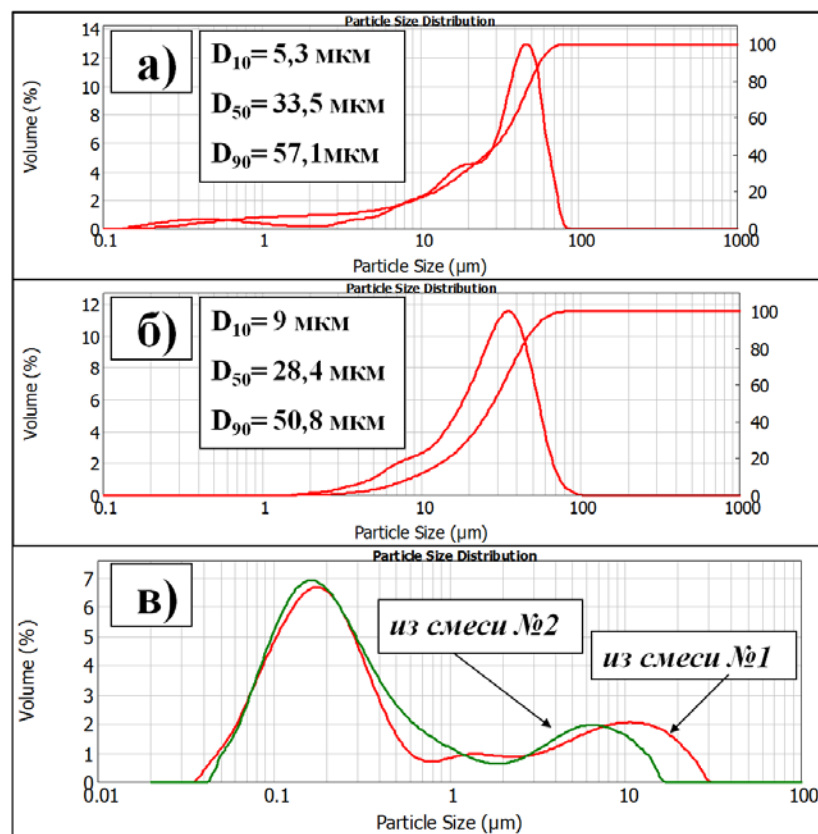 Particle Size Distribution
14
12
10
8
6
4
2
0
Volume (%)
а)
D10= 5,3 мкм
D50= 33,5 мкм
D90= 57,1мкм
100
80
60
40
20
0
0.1 1 10 100 1000
Particle Size (µm)
Particle Size Distribution
12
10
8
6
4
2
0
Volume (%)
б)
D10= 9 мкм
D50= 28,4 мкм
D90= 50,8 мкм
100
80
60
40
20
0
0.1 1 10 100 1000
Particle Size (µm)
Particle Size Distribution
7
6
5
4
3
2
1
0
Volume (%)
в)
из смеси №2
из смеси №1
0.01 0.1 1 10 100
Particle Size (µm)